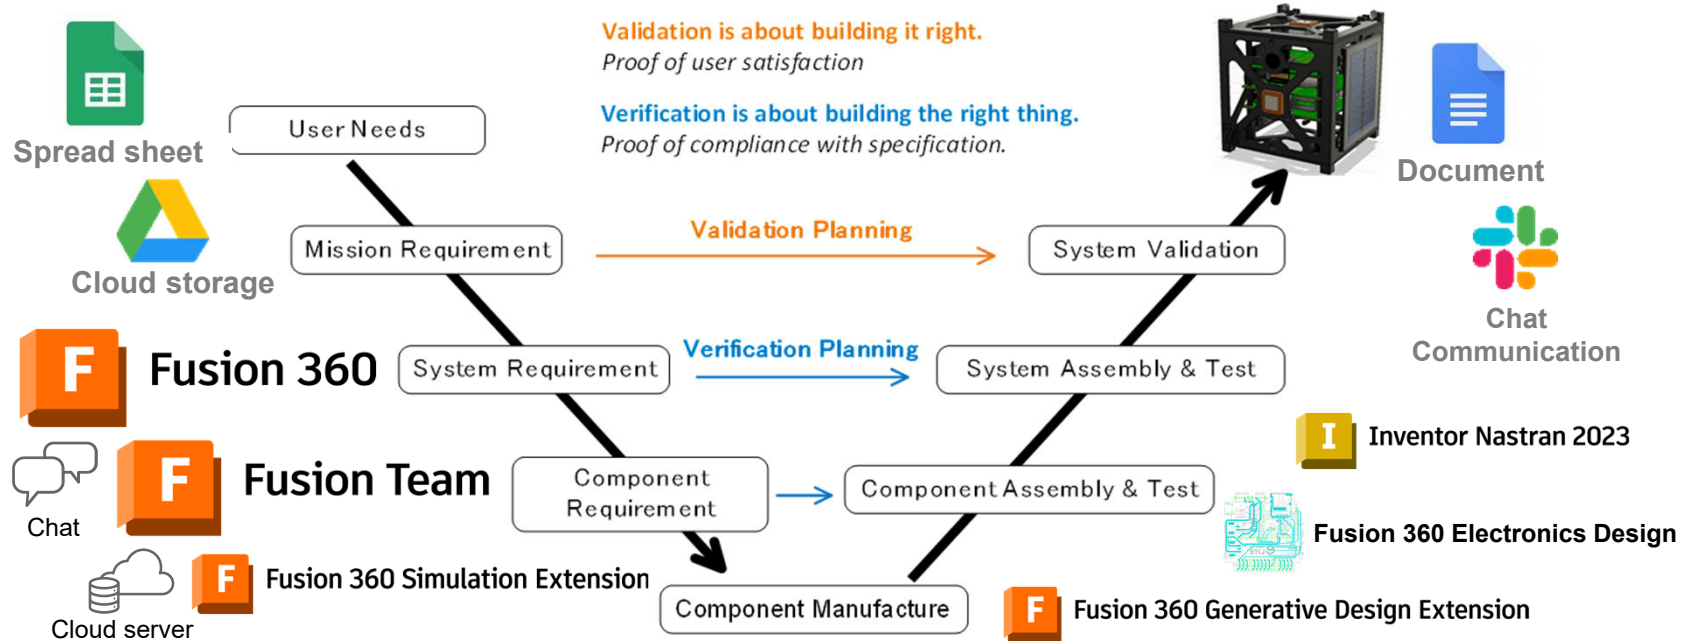 Validation is about building it right.
Proof of user satisfaction
Verification is about building the right thing.
Proof of compliance with specification.
Spread sheet
User Needs
Document
Cloud storage
Mission Requirement
Validation Planning
System Validation
Chat
Communication
F
Fusion 360
System Requirement
Verification Planning
System Assembly & Test
I
Inventor Nastran 2023
Chat
F
Fusion Team
Component
Requirement
Component Assembly & Test
Fusion 360 Electronics Design
Cloud server
F
Fusion 360 Simulation Extension
Component Manufacture
F
Fusion 360 Generative Design Extension